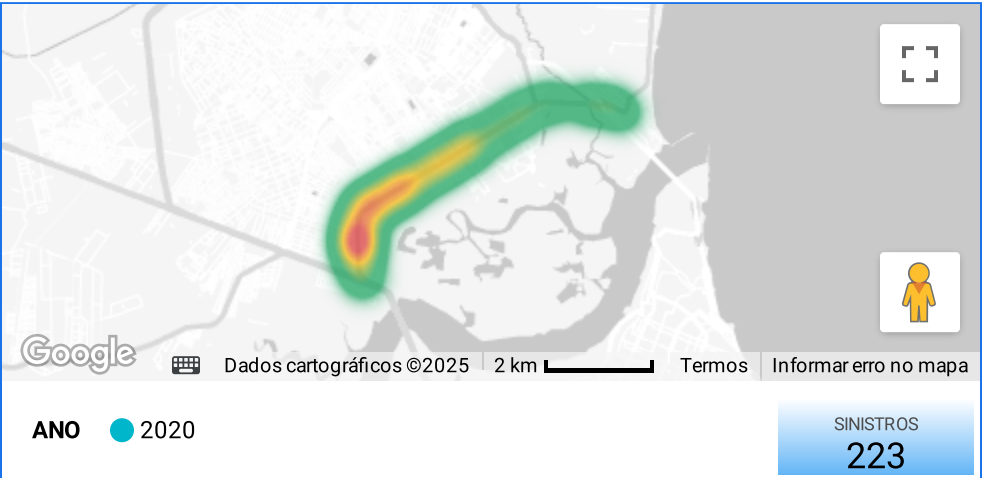 Google
Dados cartográficos ©2025
2 km
Termos
Informar erro no mapa
ANO
2020
SINISTROS
223